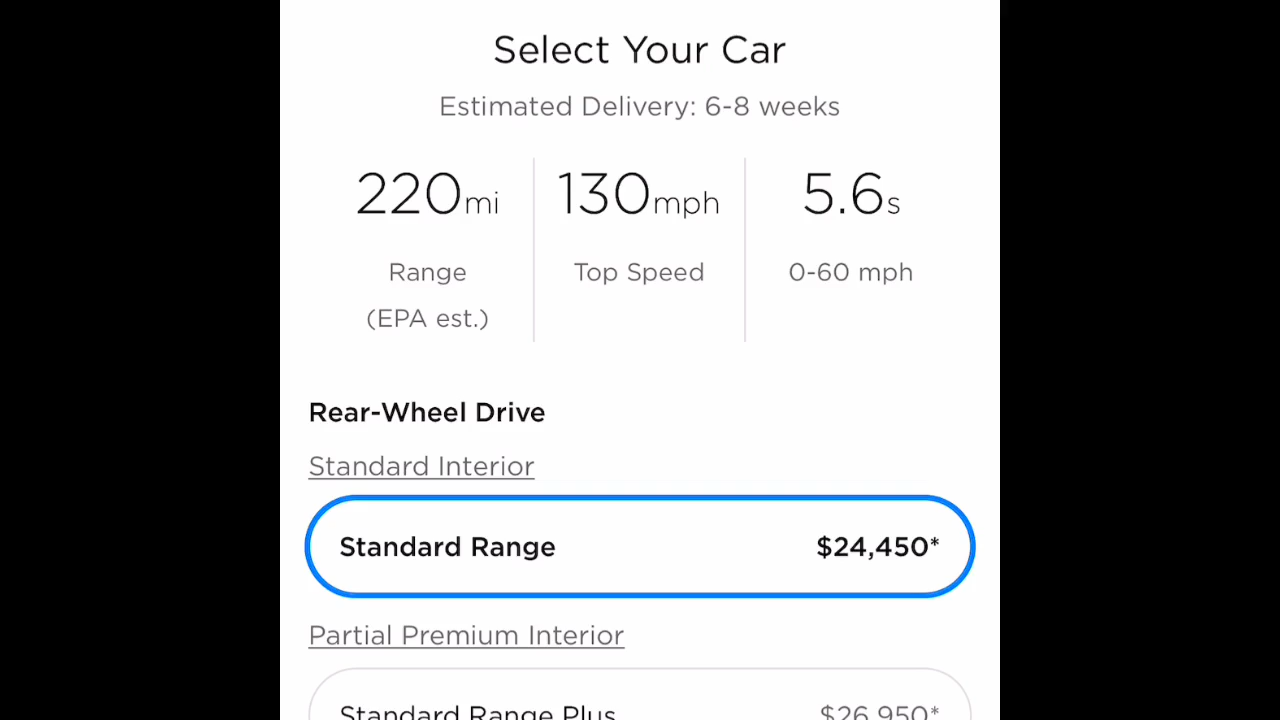 Select Your Car
Estimated Delivery: 6-8 weeks
220mi
130mph
5.6s
Range
(EPA est.)
Top Speed
0-60 mph
Rear-Wheel Drive
Standard Interior
Standard Range $24,450*
Partial Premium Interior
Standard Range Plus $26,950*